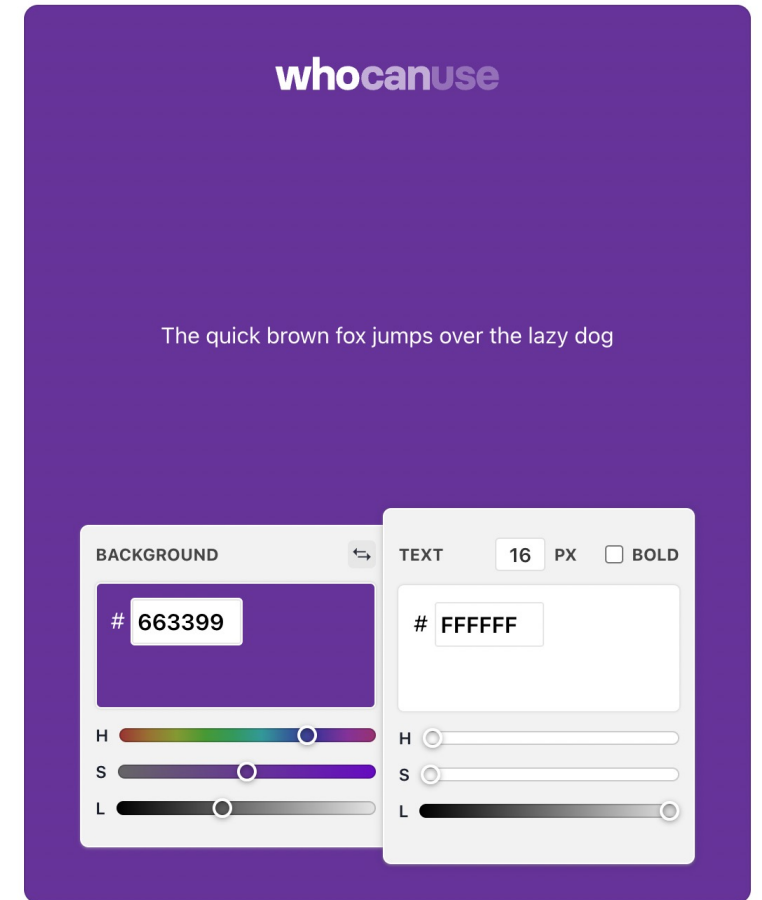 whocanuse
The quick brown fox jumps over the lazy dog
BACKGROUND
# 663399
H
S
L
TEXT 16 PX BOLD
# FFFFFF
H
S
L